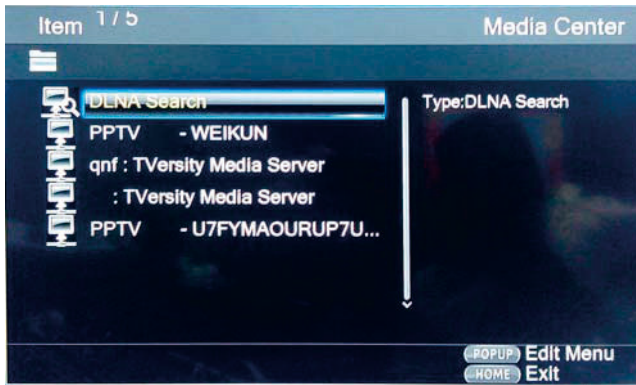 Item 1/5
Media Center
DLNA Search
Type:DLNA Search
PPTV - WEIKUN
qnf : TVersity Media Server
: TVersity Media Server
PPTV - U7FYMAOURUP7U...
POPUP Edit Menu
HOME Exit